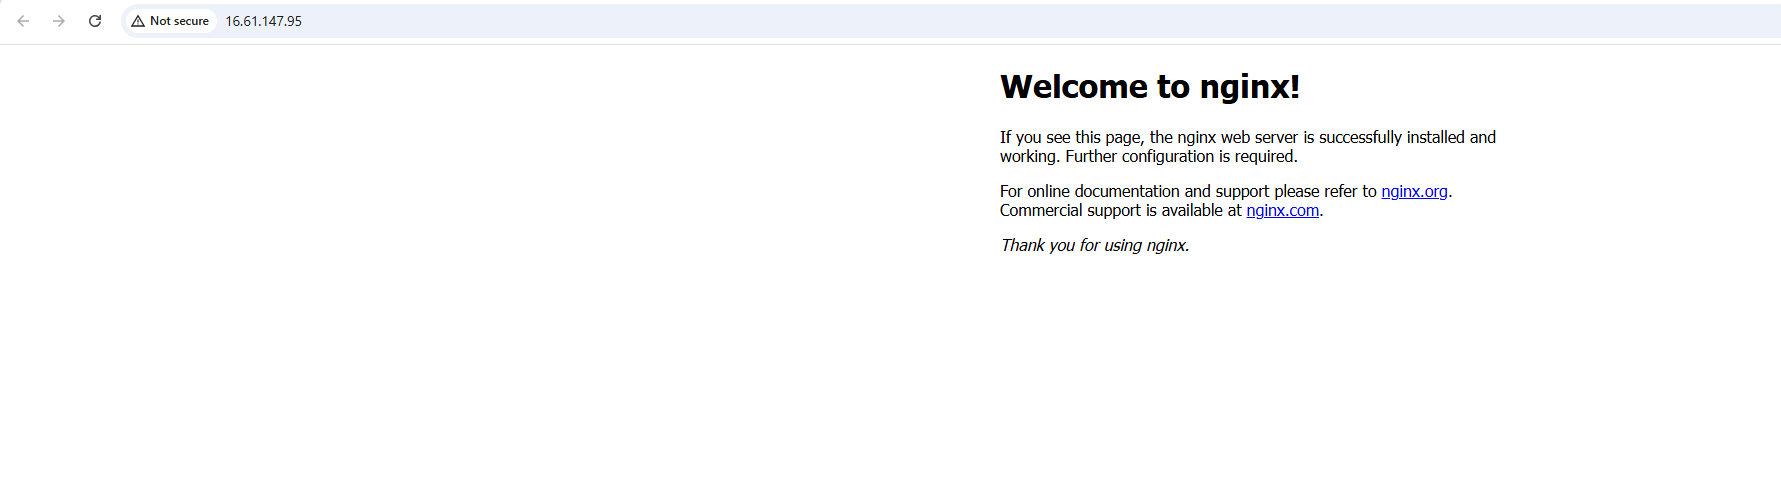 Not secure 16.61.147.95
Welcome to nginx!
If you see this page, the nginx web server is successfully installed and
working. Further configuration is required.
For online documentation and support please refer to nginx.org.
Commercial support is available at nginx.com.
Thank you for using nginx.